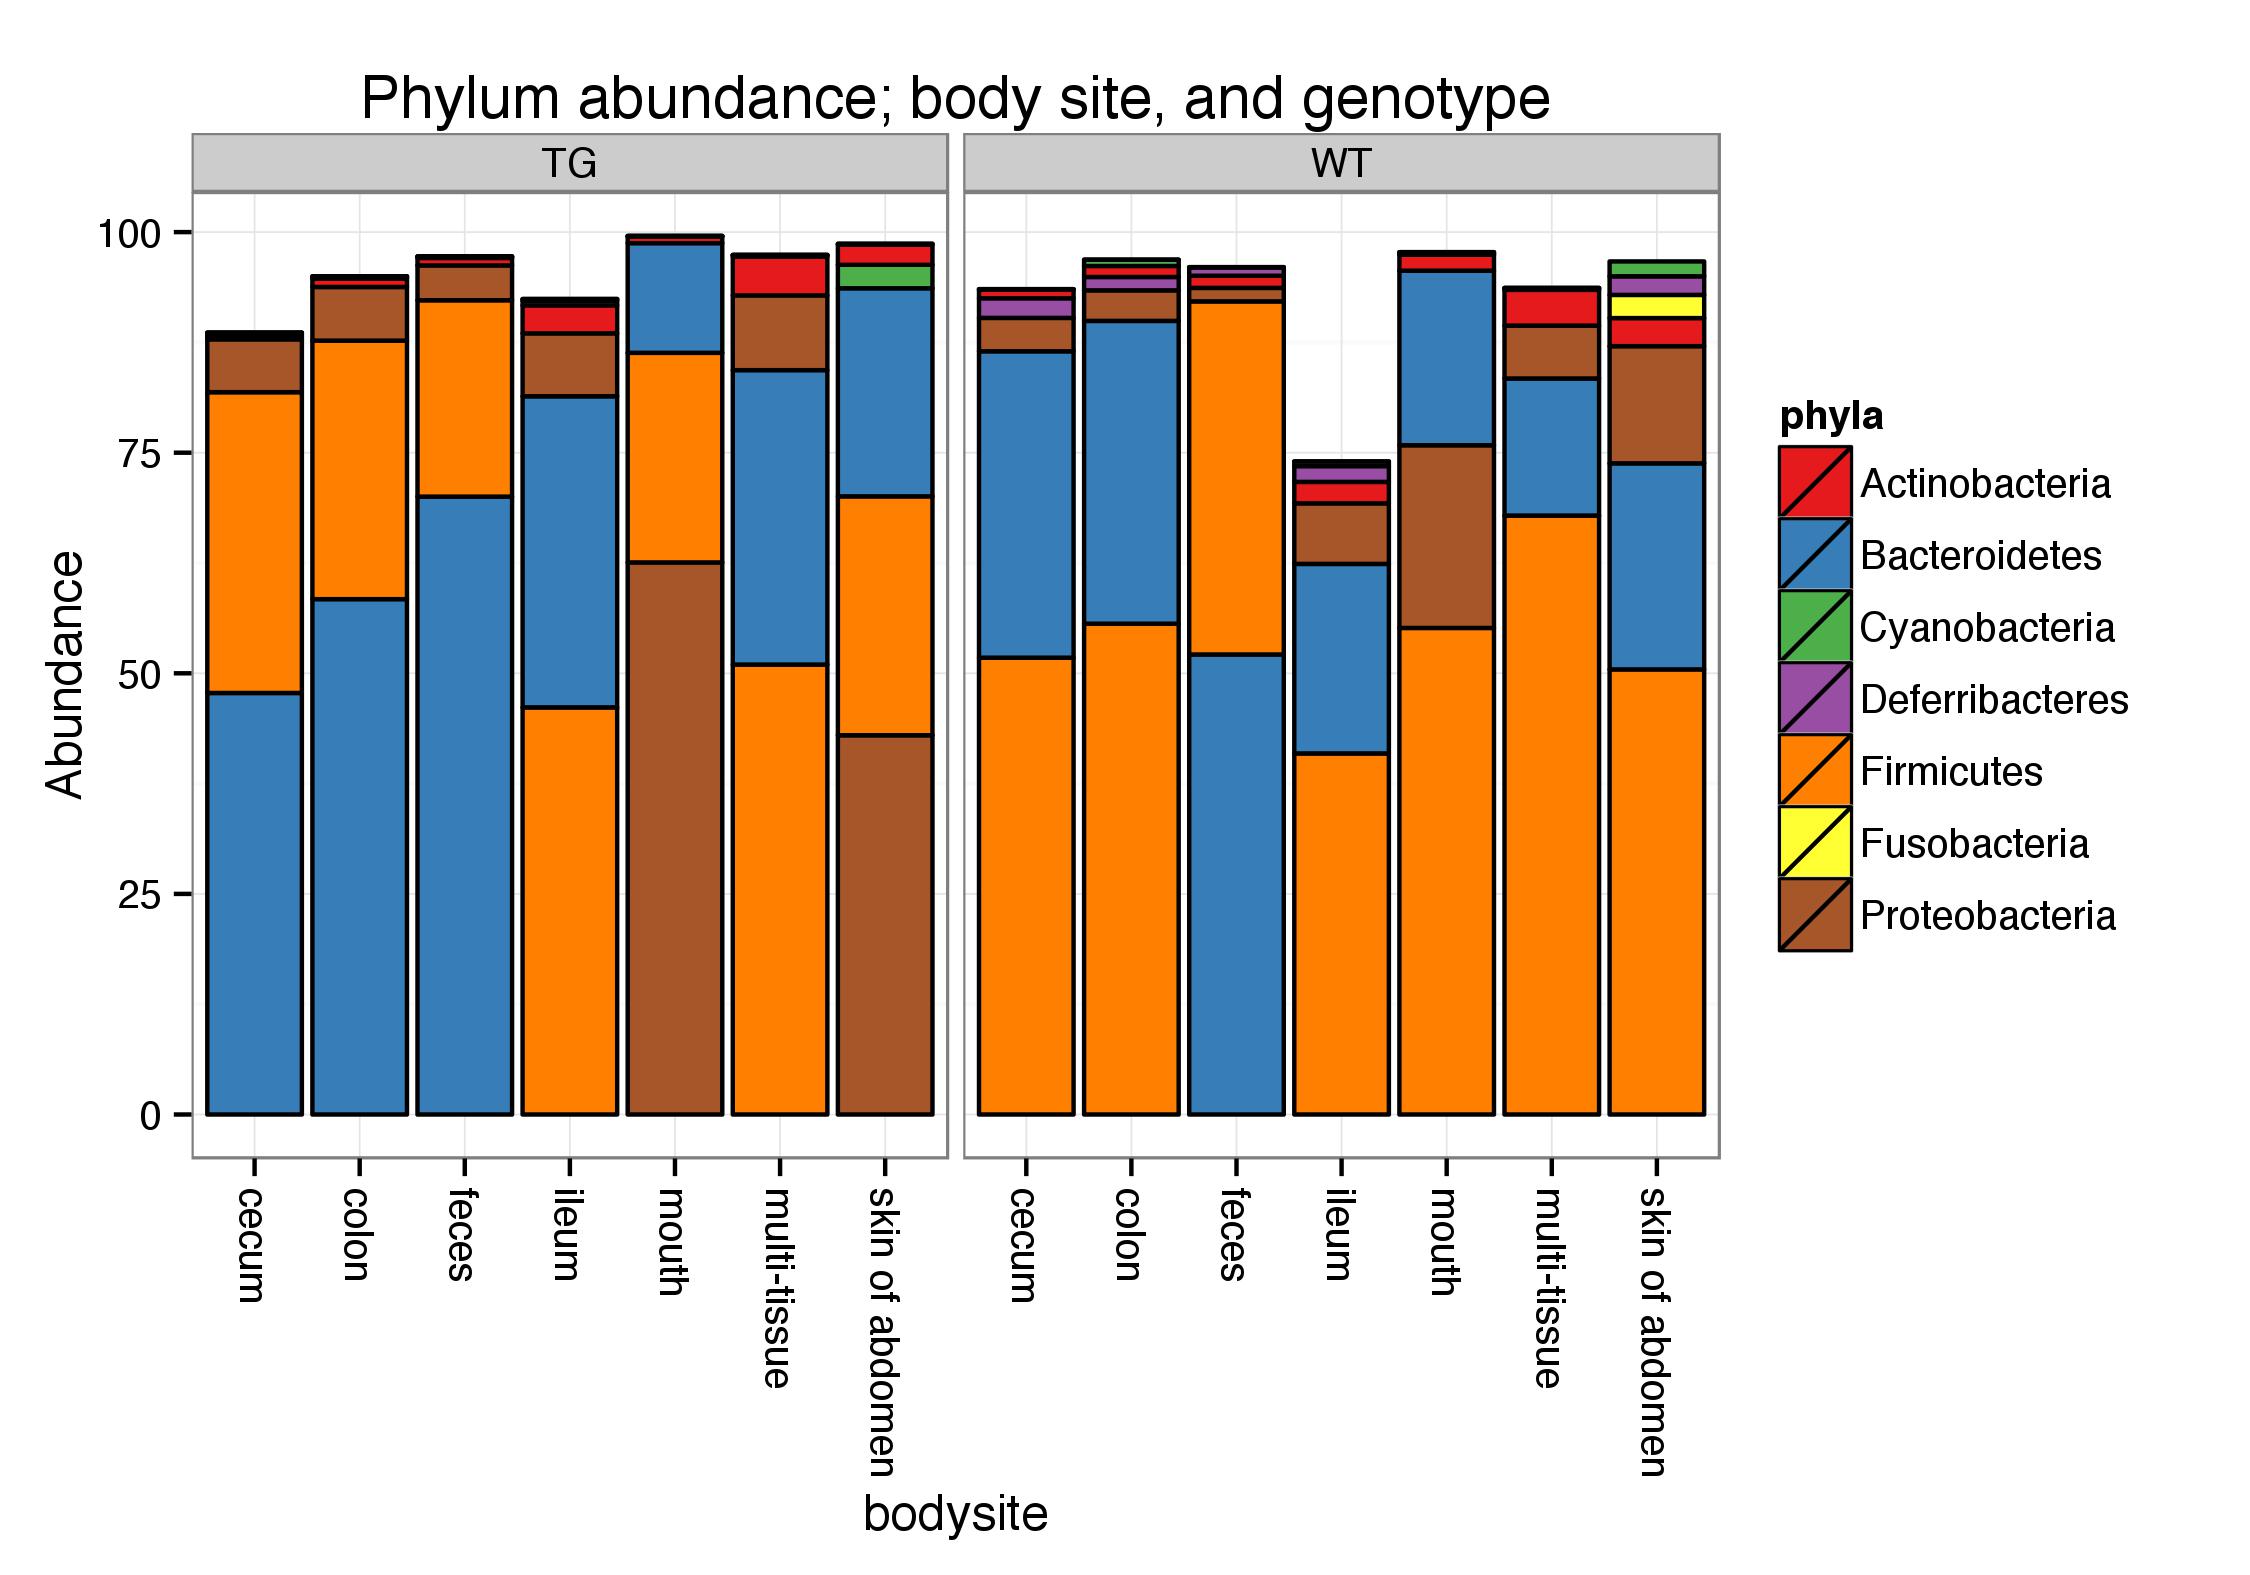 Phylum abundance; body site, and genotype
TG
WT
Abundance
100
75
50
25
0
cecum
colon
feces
ileum
mouth
multi-tissue
skin of abdomen
cecum
colon
feces
ileum
mouth
multi-tissue
skin of abdomen
bodysite
phyla
Actinobacteria
Bacteroidetes
Cyanobacteria
Deferribacteres
Firmicutes
Fusobacteria
Proteobacteria